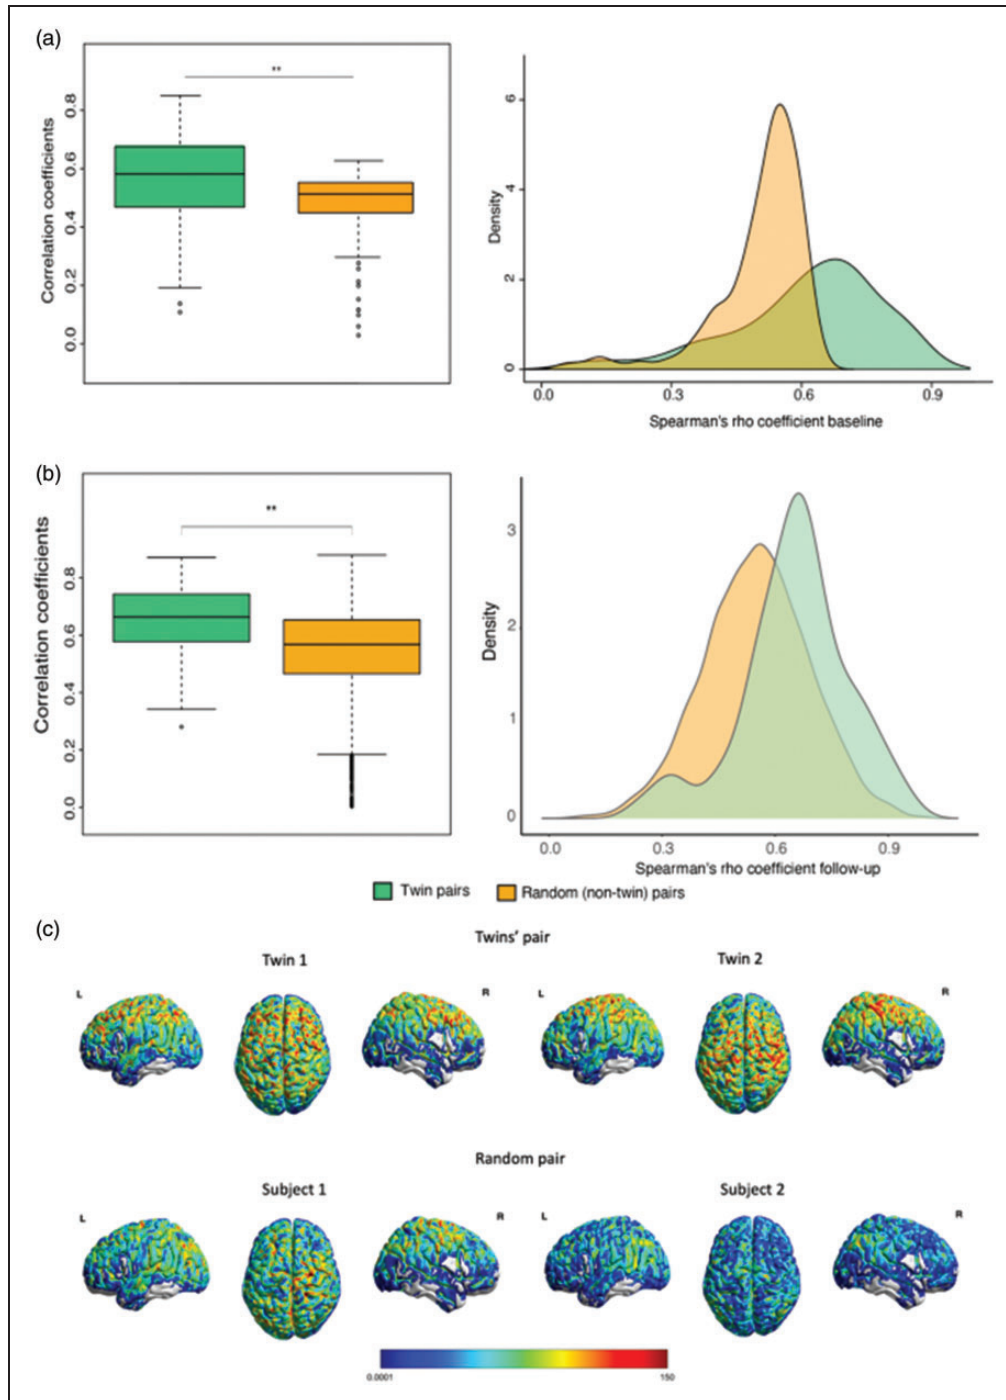 (a)
**
Correlation coefficients
0.0 0.2 0.4 0.6 0.8
Density
0 2 4 6
0.0 0.3 0.6 0.9
Spearman's rho coefficient baseline
(b)
**
Correlation coefficients
0.0 0.2 0.4 0.6 0.8
Density
0 1 2 3
0.0 0.3 0.6 0.9
Spearman's rho coefficient follow-up
Twin pairs
Random (non-twin) pairs
(c)
Twins' pair
Twin 1
Twin 2
L R L R
Random pair
Subject 1
Subject 2
L R L R
0.0001 150